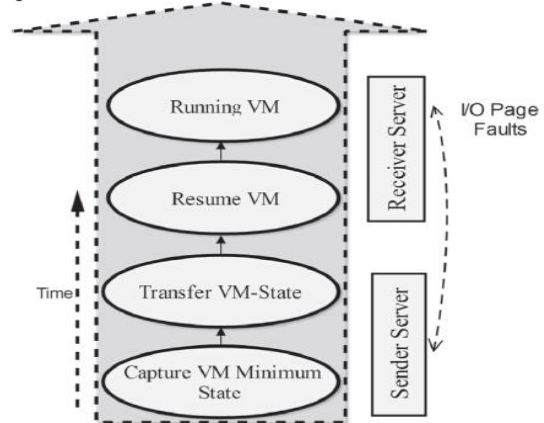 Running VM
Resume VM
Transfer VM-State
Capture VM Minimum
State
Time
Receiver Server
Sender Server
I/O Page
Faults